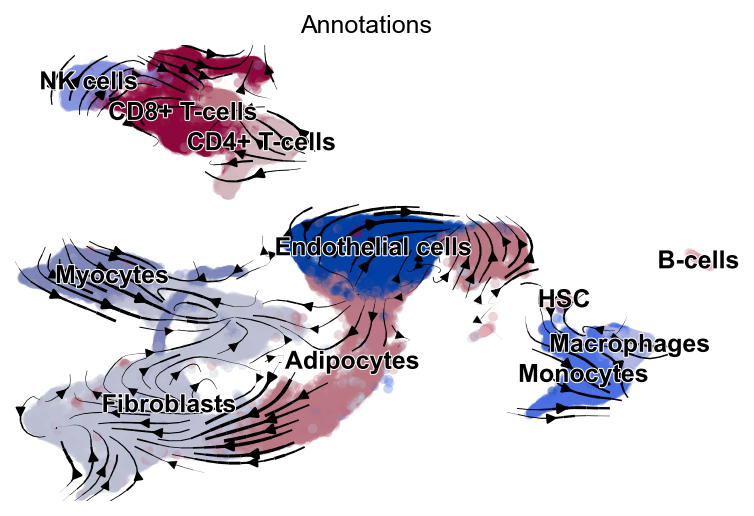 Annotations
NK cells
CD8+ T-cells
CD4+ T-cells
Endothelial cells
B-cells
Myocytes
HSC
Macrophages
Adipocytes
Monocytes
Fibroblasts